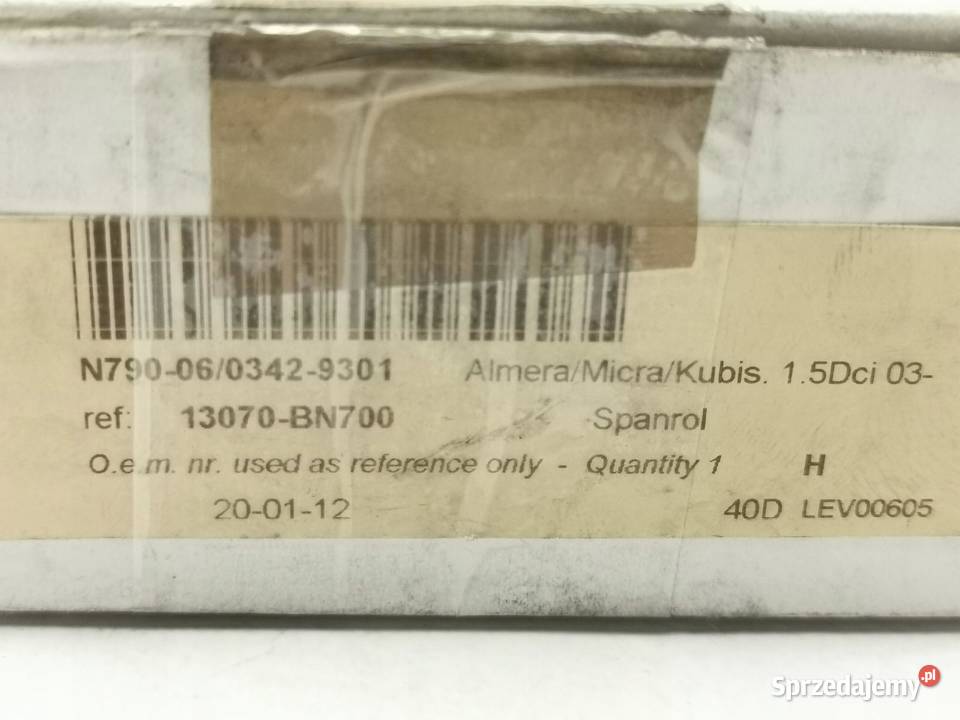 N790-06/0342-9301 Almera/Micra/Kubis. 1.5Dci 03-
ref: 13070-BN700 Spanrol
O.e.m. nr. used as reference only - Quantity 1 H
20-01-12 40D LEV00605
Sprzedajemy .pl